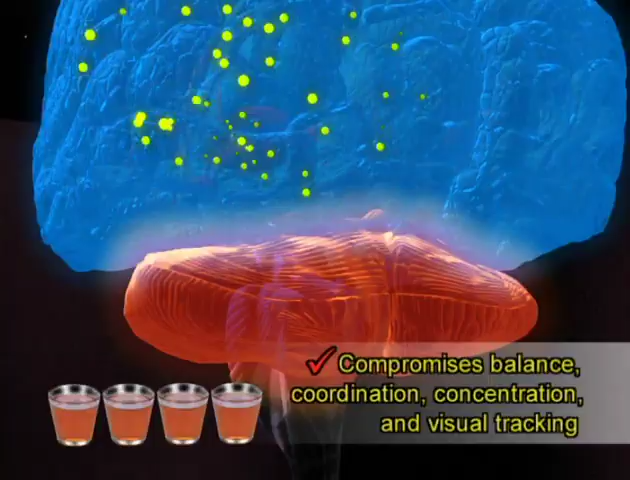 Compromises balance,
coordination, concentration,
and visual tracking